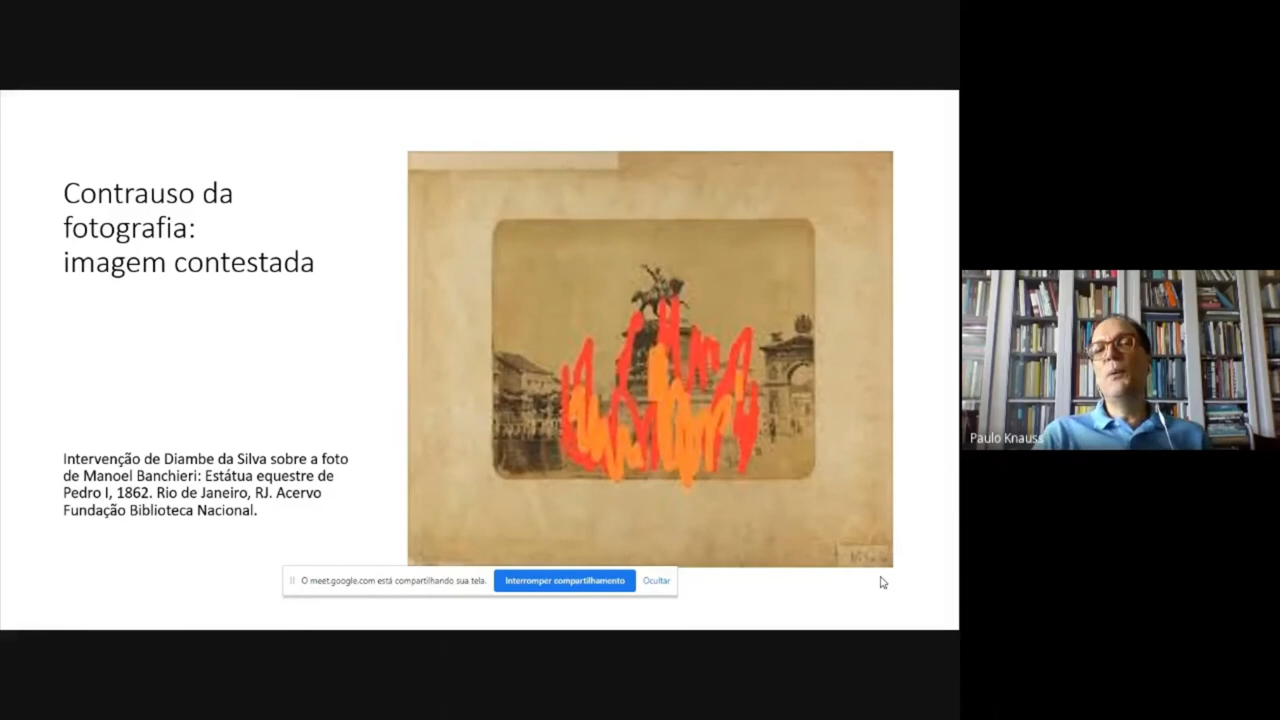 Contrauso da
fotografia:
imagem contestada
Intervenção de Diambe da Silva sobre a foto
de Manoel Banchieri: Estátua equestre de
Pedro I, 1862. Rio de Janeiro, RJ. Acervo
Fundação Biblioteca Nacional.
O meet.google.com está compartilhando sua tela.
Interromper compartilhamento
Ocultar
Paulo Knauss